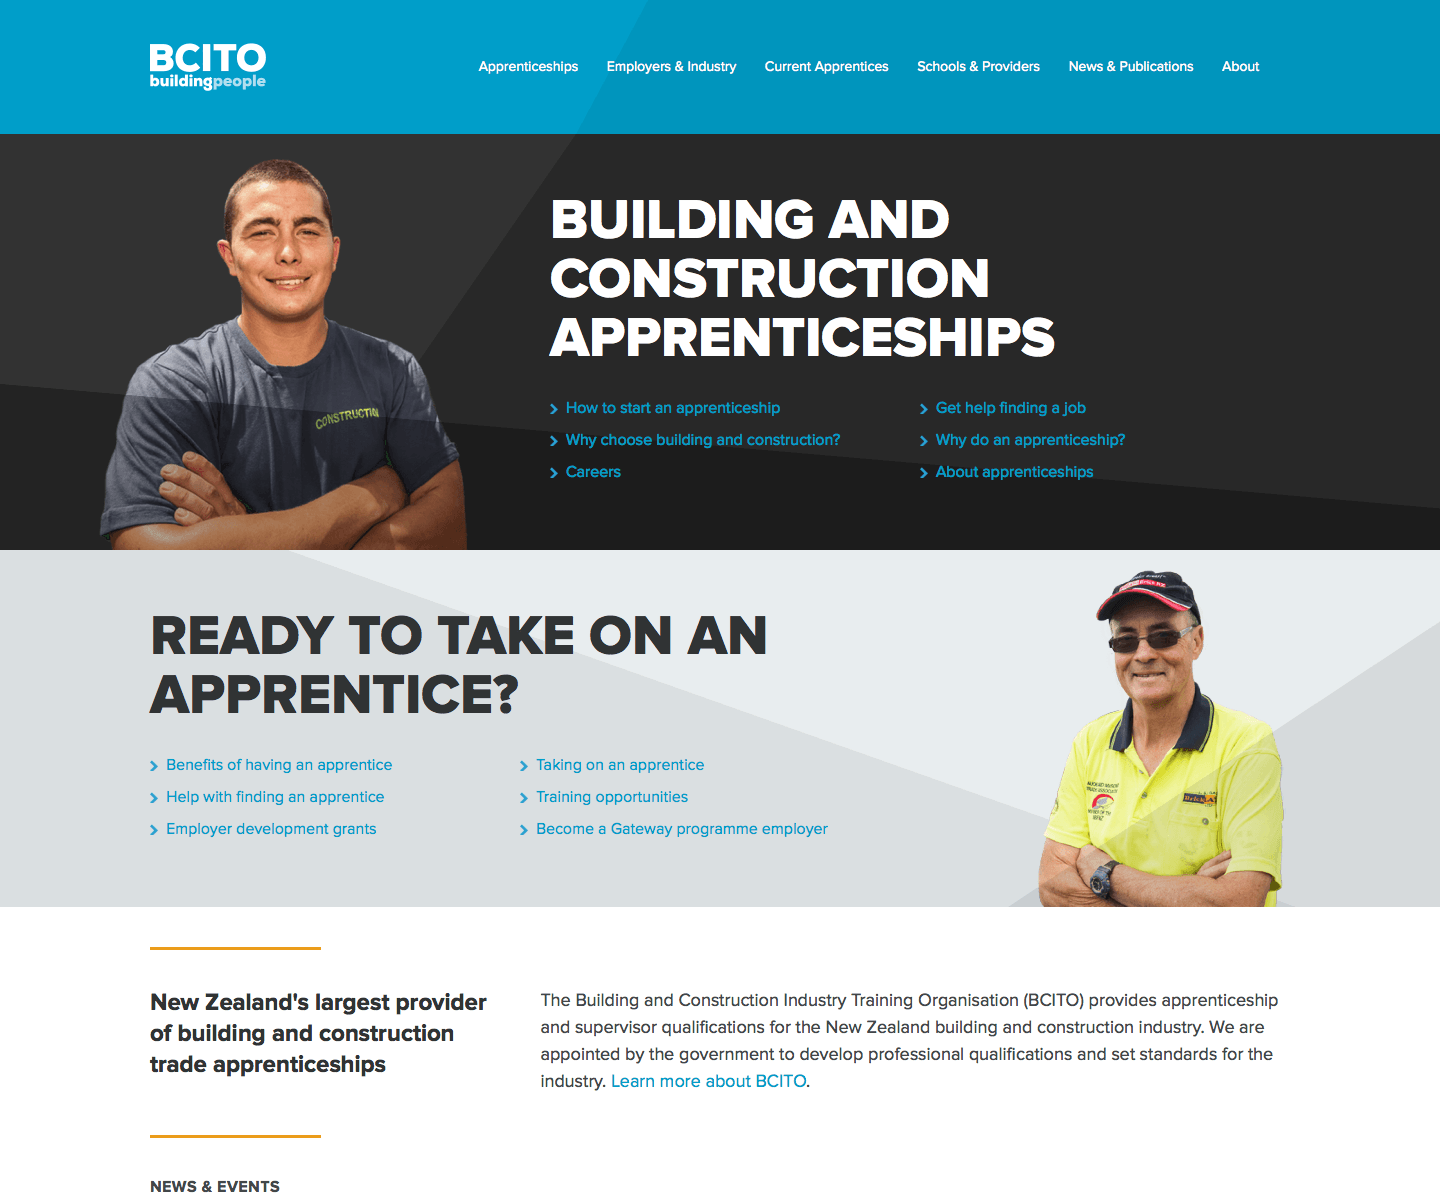 BCITO
buildingpeople
Apprenticeships Employers & Industry Current Apprentices Schools & Providers News & Publications About
BUILDING AND
CONSTRUCTION
APPRENTICESHIPS
How to start an apprenticeship
Get help finding a job
Why choose building and construction?
Why do an apprenticeship?
Careers
About apprenticeships
CONSTRUCTION
READY TO TAKE ON AN
APPRENTICE?
Benefits of having an apprentice
Taking on an apprentice
Help with finding an apprentice
Training opportunities
Employer development grants
Become a Gateway programme employer
New Zealand's largest provider
of building and construction
trade apprenticeships
The Building and Construction Industry Training Organisation (BCITO) provides apprenticeship
and supervisor qualifications for the New Zealand building and construction industry. We are
appointed by the government to develop professional qualifications and set standards for the
industry. Learn more about BCITO.
NEWS & EVENTS